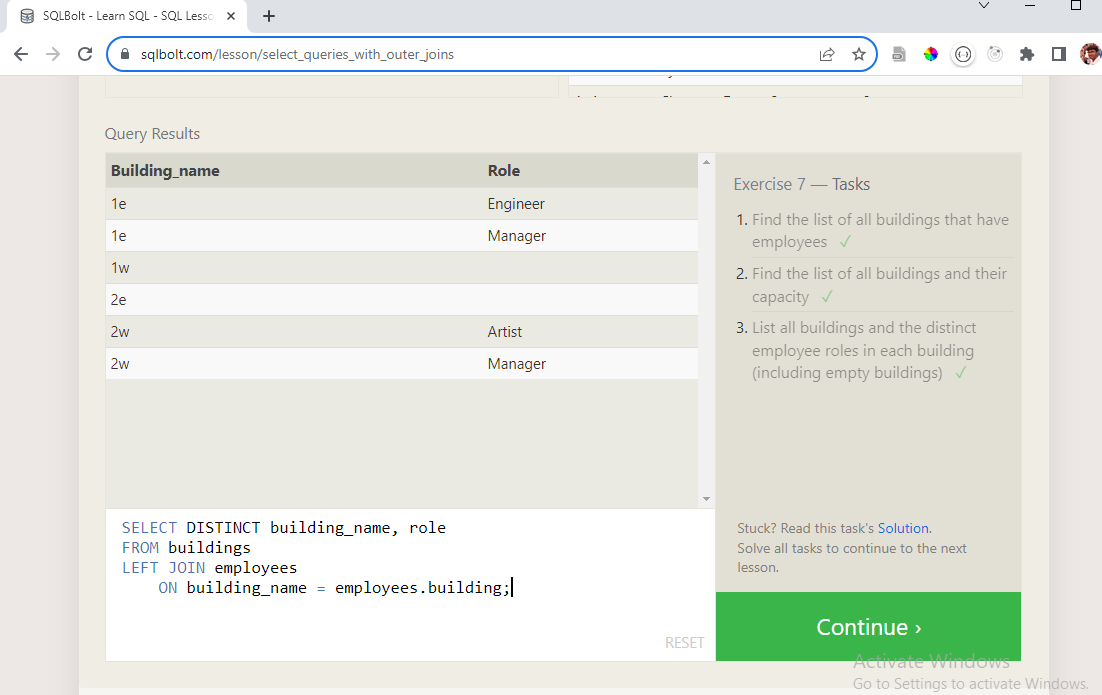 SQLBolt - Learn SQL - SQL Lesso
sqlbolt.com/lesson/select_queries_with_outer_joins
Query Results
Building_name Role
1e Engineer
1e Manager
1w
2e
2w Artist
2w Manager
SELECT DISTINCT building_name, role
FROM buildings
LEFT JOIN employees
ON building_name = employees.building;
RESET
Exercise 7 — Tasks
1. Find the list of all buildings that have
employees ✓
2. Find the list of all buildings and their
capacity ✓
3. List all buildings and the distinct
employee roles in each building
(including empty buildings) ✓
Stuck? Read this task's Solution.
Solve all tasks to continue to the next
lesson.
Continue ›
Activate Windows
Go to Settings to activate Windows.